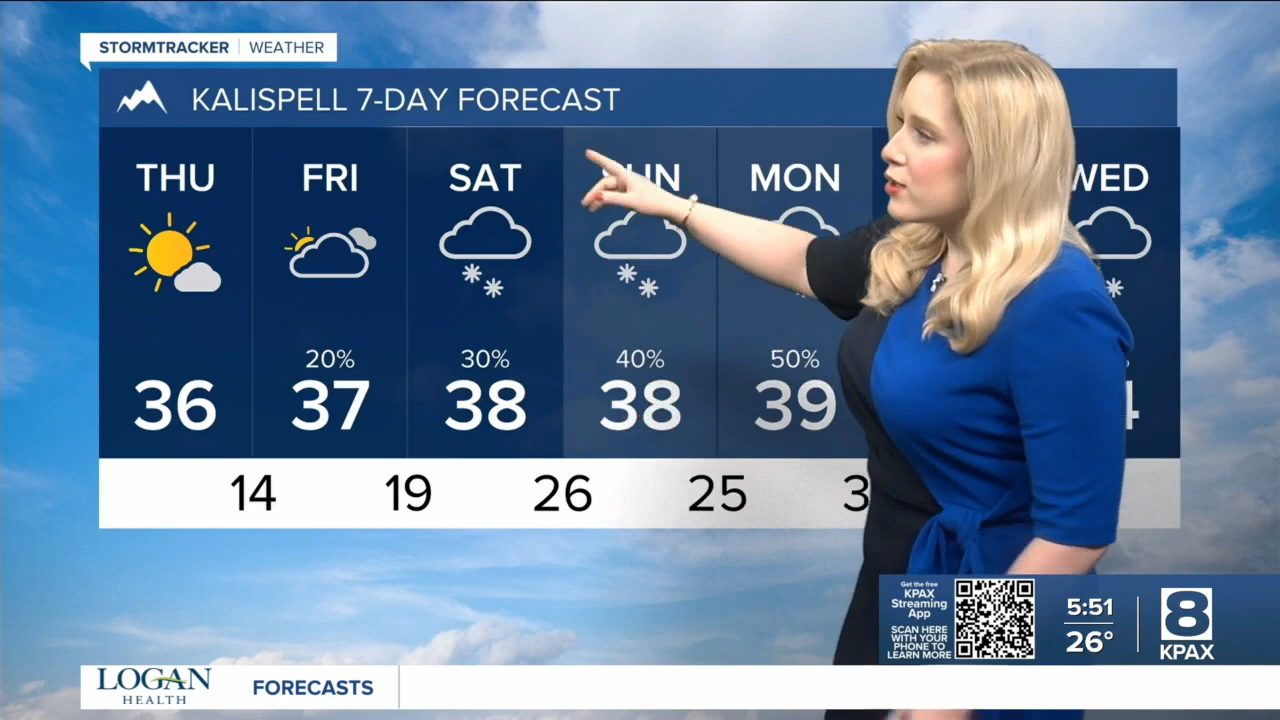 STORMTRACKER WEATHER
KALISPELL 7-DAY FORECAST
THU FRI SAT SUN MON WED
20% 30% 40% 50%
36 37 38 38 39
14 19 26 25 3
Get the free
KPAX
Streaming
App
SCAN HERE
WITH YOUR
PHONE TO
LEARN MORE
5:51
26°
8
KPAX
LOGAN
HEALTH
FORECASTS